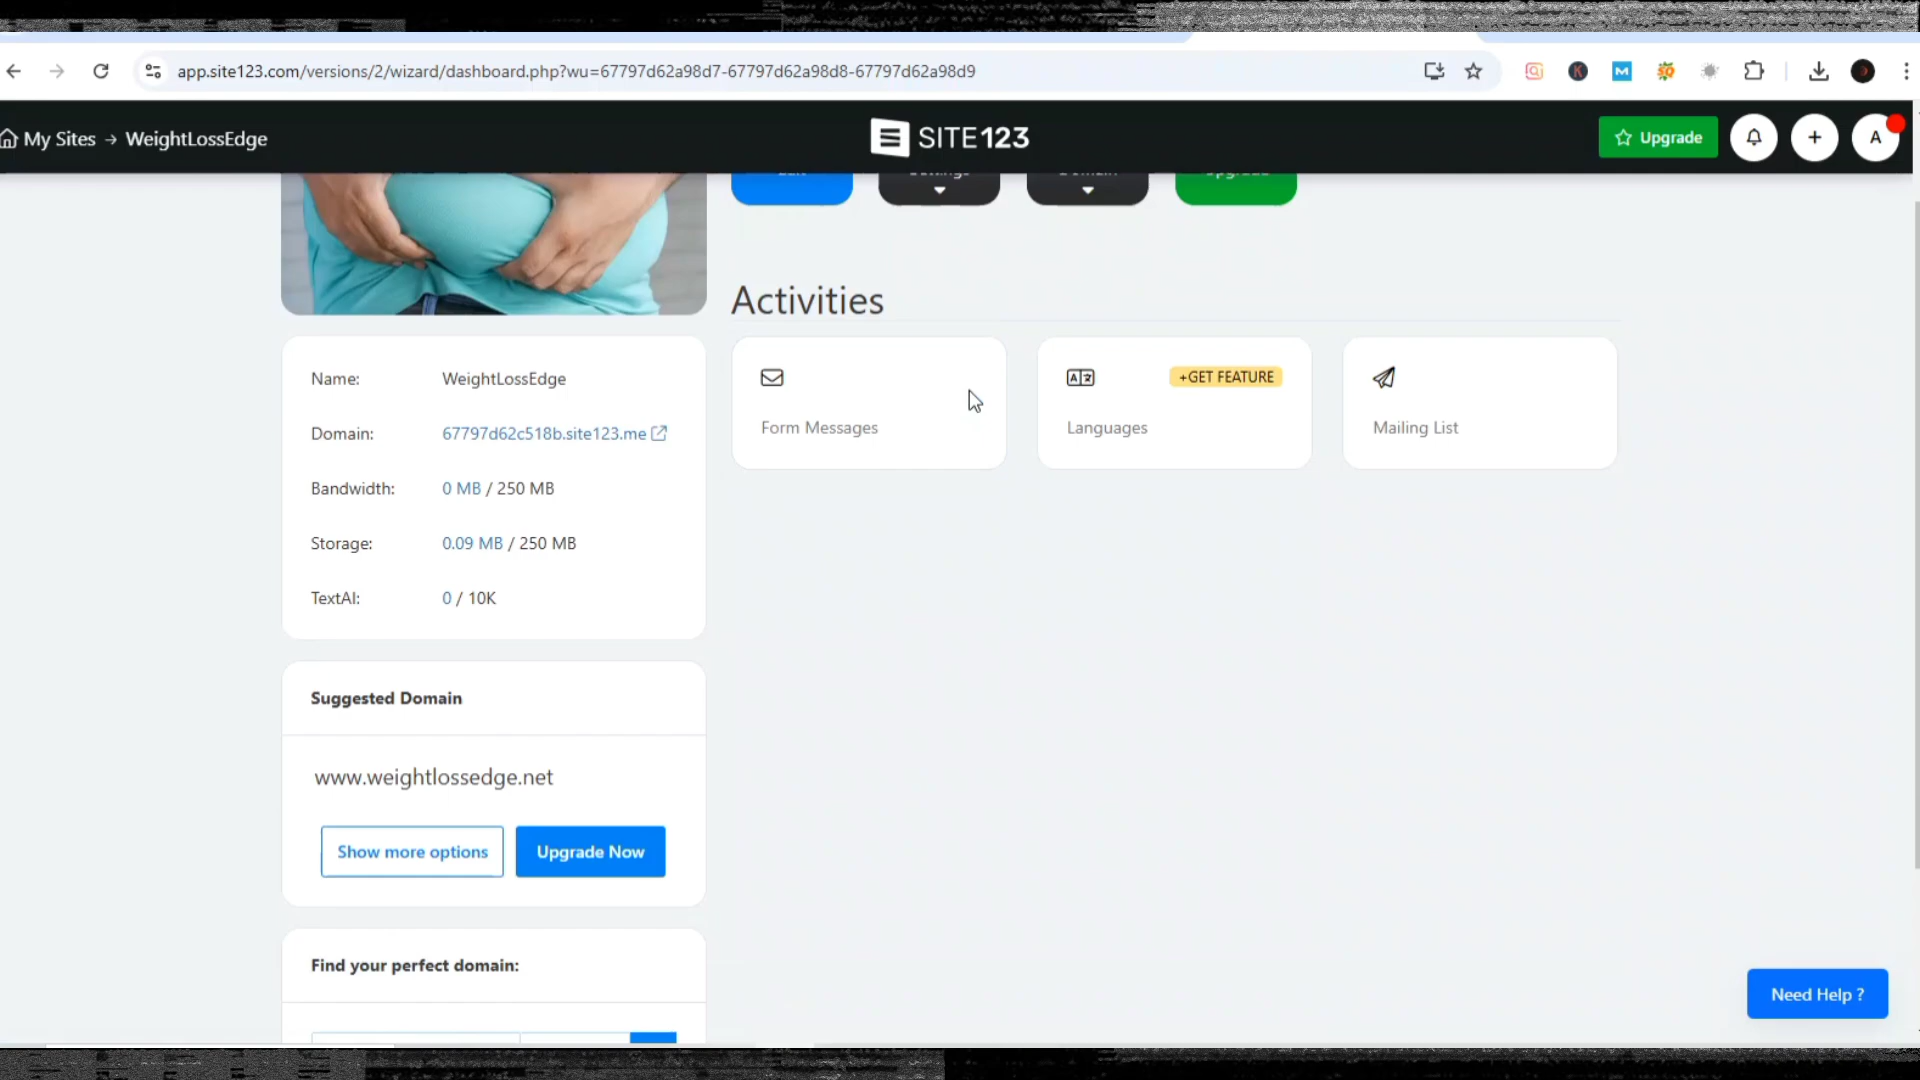 app.site123.com/versions/2/wizard/dashboard.php?wu=67797d62a98d7-67797d62a98d8-67797d62a98d9
My Sites → WeightLossEdge
SITE123
Upgrade
A
Activities
Name: WeightLossEdge
Domain: 67797d62c518b.site123.me
Bandwidth: 0 MB / 250 MB
Storage: 0.09 MB / 250 MB
TextAI: 0 / 10K
+GET FEATURE
Form Messages
Languages
Mailing List
Suggested Domain
www.weightlossedge.net
Show more options
Upgrade Now
Find your perfect domain:
Need Help ?